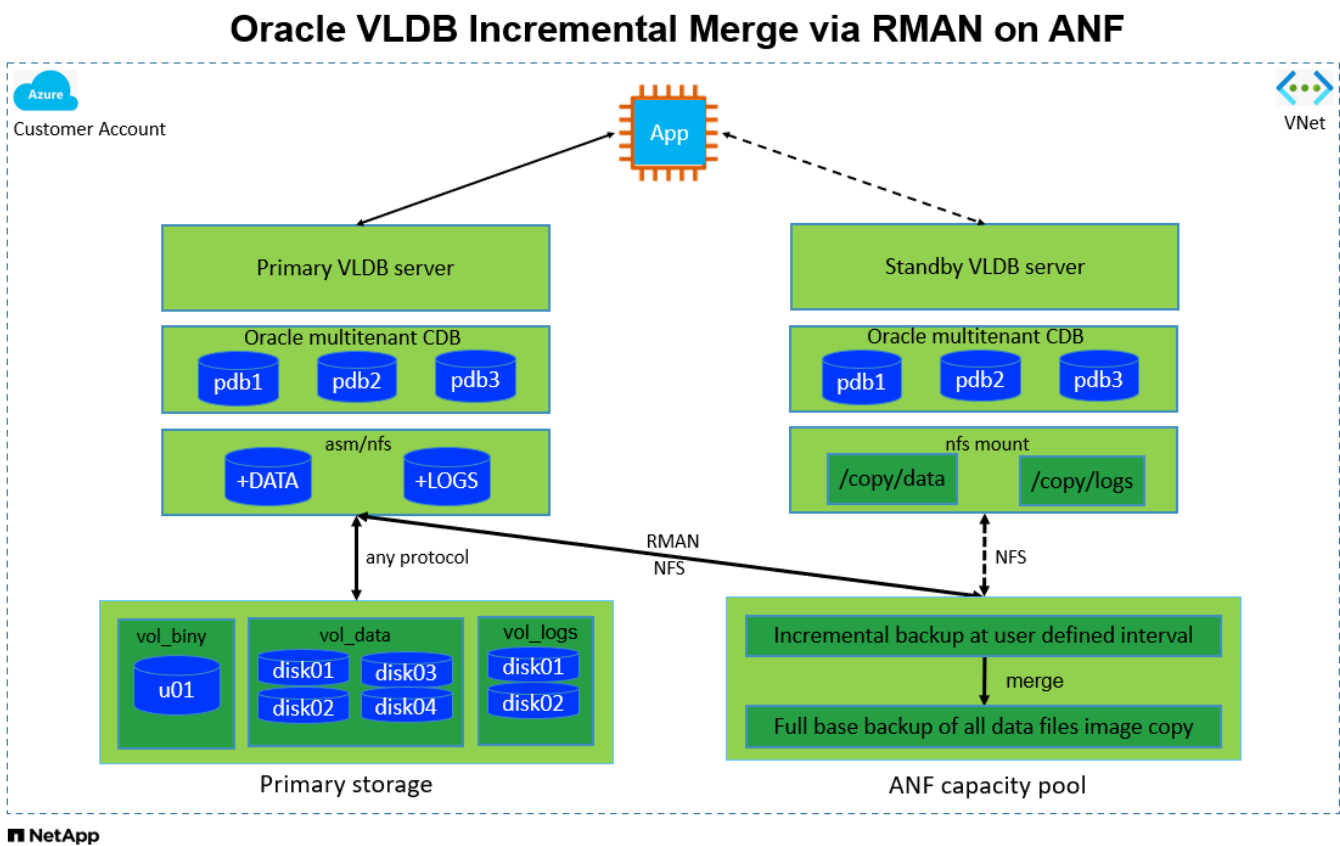 Oracle VLDB Incremental Merge via RMAN on ANF
Azure
Customer Account
VNet
App
Primary VLDB server
Standby VLDB server
Oracle multitenant CDB
pdb1
pdb2
pdb3
Oracle multitenant CDB
pdb1
pdb2
pdb3
asm/nfs
+DATA
+LOGS
nfs mount
/copy/data
/copy/logs
any protocol
RMAN
NFS
NFS
vol_biny
u01
vol_data
disk01
disk03
disk02
disk04
vol_logs
disk01
disk02
Primary storage
Incremental backup at user defined interval
merge
Full base backup of all data files image copy
ANF capacity pool
NetApp